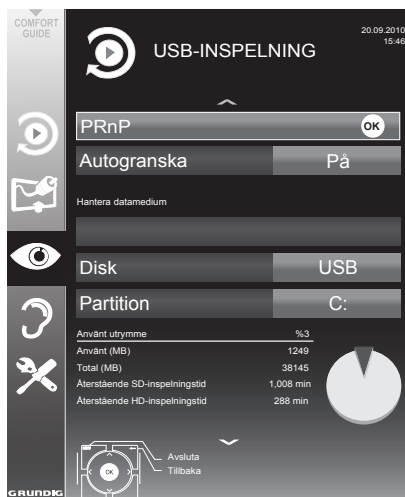 COMFORT
GUIDE
USB-INSPELNING
20.09.2010
15:46
PRnP
OK
Autogranska På
Hantera datamedium
Disk USB
Partition C:
Använt utrymme %3
Använt (MB) 1249
Total (MB) 38145
Återstående SD-inspelningstid 1,008 min
Återstående HD-inspelningstid 288 min
Avsluta
Tillbaka
OK
GRUNDIG